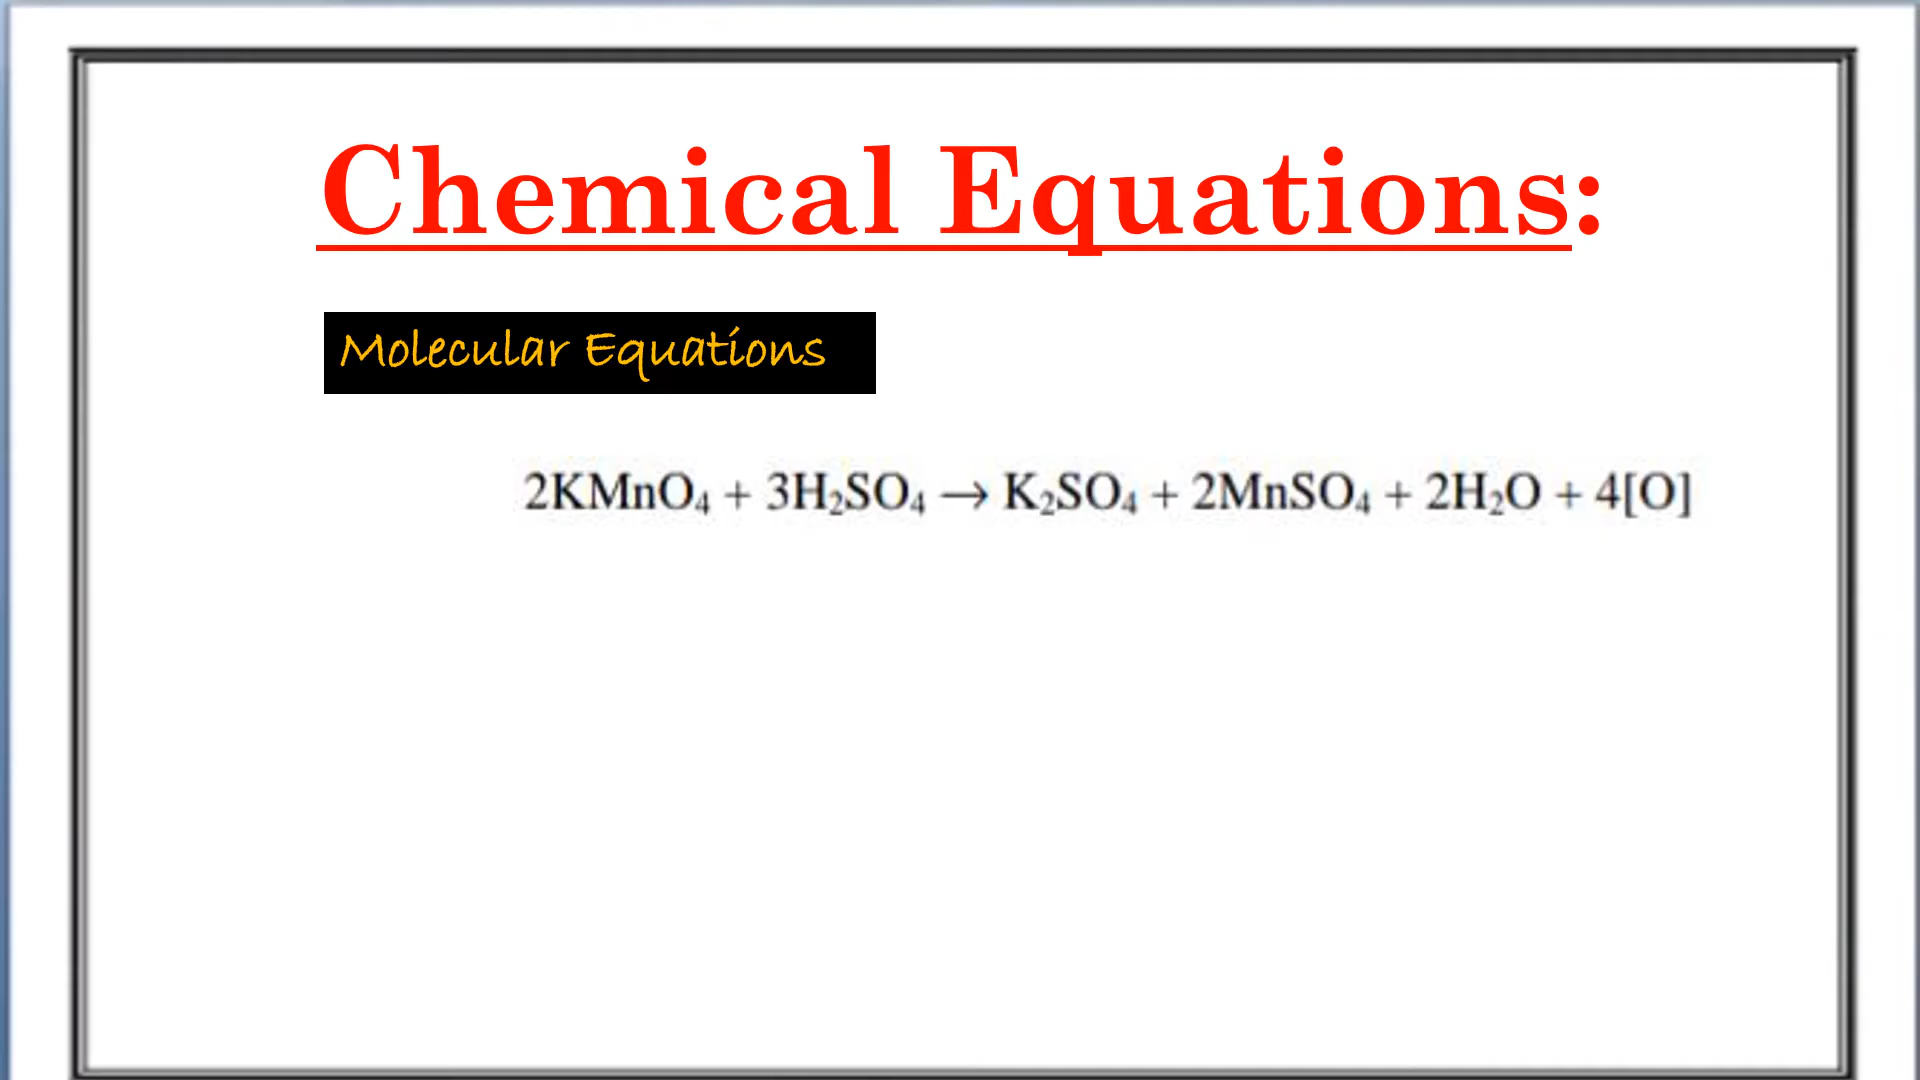 Chemical Equations:
Molecular Equations
2KMnO₄ + 3H₂SO₄ → K₂SO₄ + 2MnSO₄ + 2H₂O + 4[O]